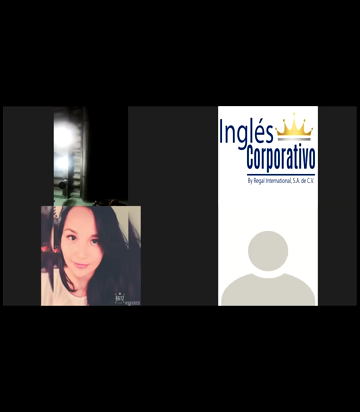 Inglés
Corporativo
By Regal International, S.A. de C.V.